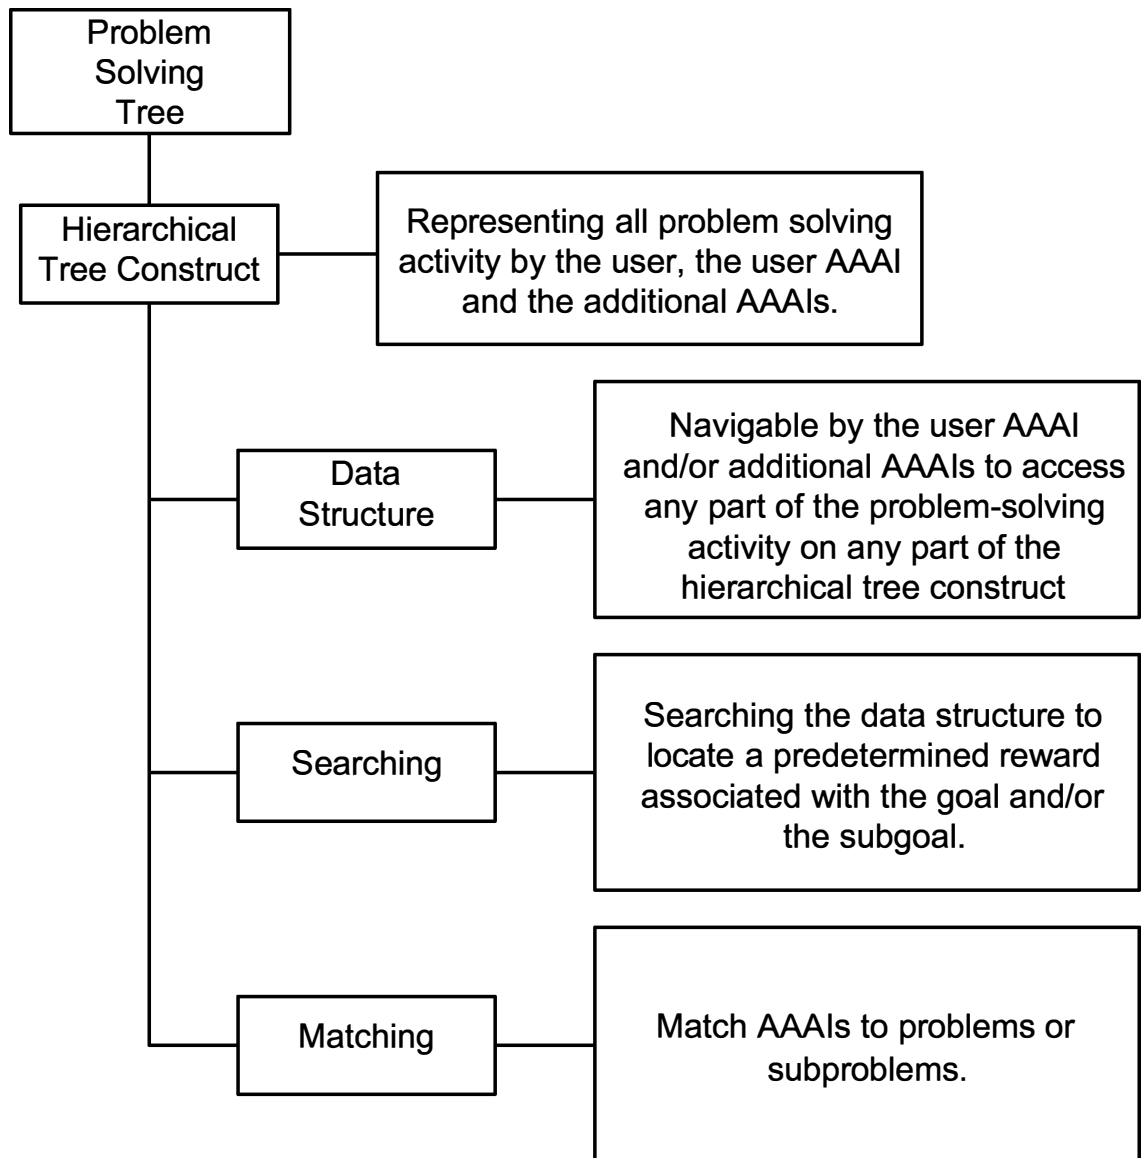 Problem
Solving
Tree
Hierarchical
Tree Construct
Representing all problem solving
activity by the user, the user AAAI
and the additional AAAIs.
Data
Structure
Navigable by the user AAAI
and/or additional AAAIs to access
any part of the problem-solving
activity on any part of the
hierarchical tree construct
Searching
Searching the data structure to
locate a predetermined reward
associated with the goal and/or
the subgoal.
Matching
Match AAAIs to problems or
subproblems.